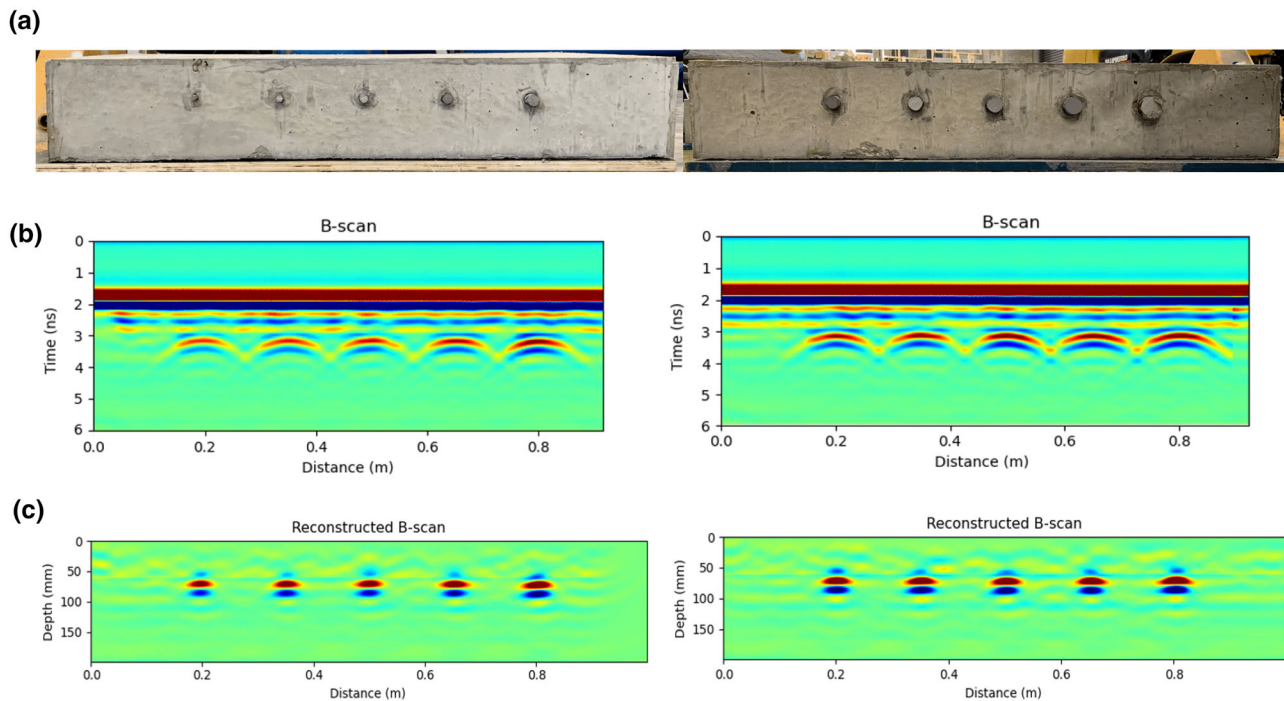 (a)
(b)
B-scan
0
1
2
3
4
5
6
Time (ns)
0.0 0.2 0.4 0.6 0.8
Distance (m)
B-scan
0
1
2
3
4
5
6
Time (ns)
0.0 0.2 0.4 0.6 0.8
Distance (m)
(c)
Reconstructed B-scan
0
50
100
150
Depth (mm)
0.0 0.2 0.4 0.6 0.8
Distance (m)
Reconstructed B-scan
0
50
100
150
Depth (mm)
0.0 0.2 0.4 0.6 0.8
Distance (m)